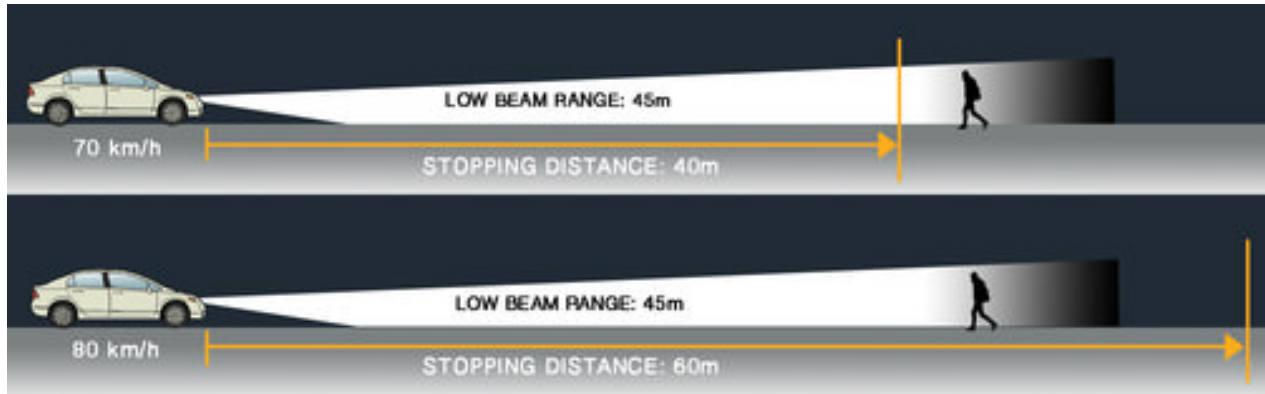 LOW BEAM RANGE: 45m
70 km/h
STOPPING DISTANCE: 40m
LOW BEAM RANGE: 45m
80 km/h
STOPPING DISTANCE: 60m